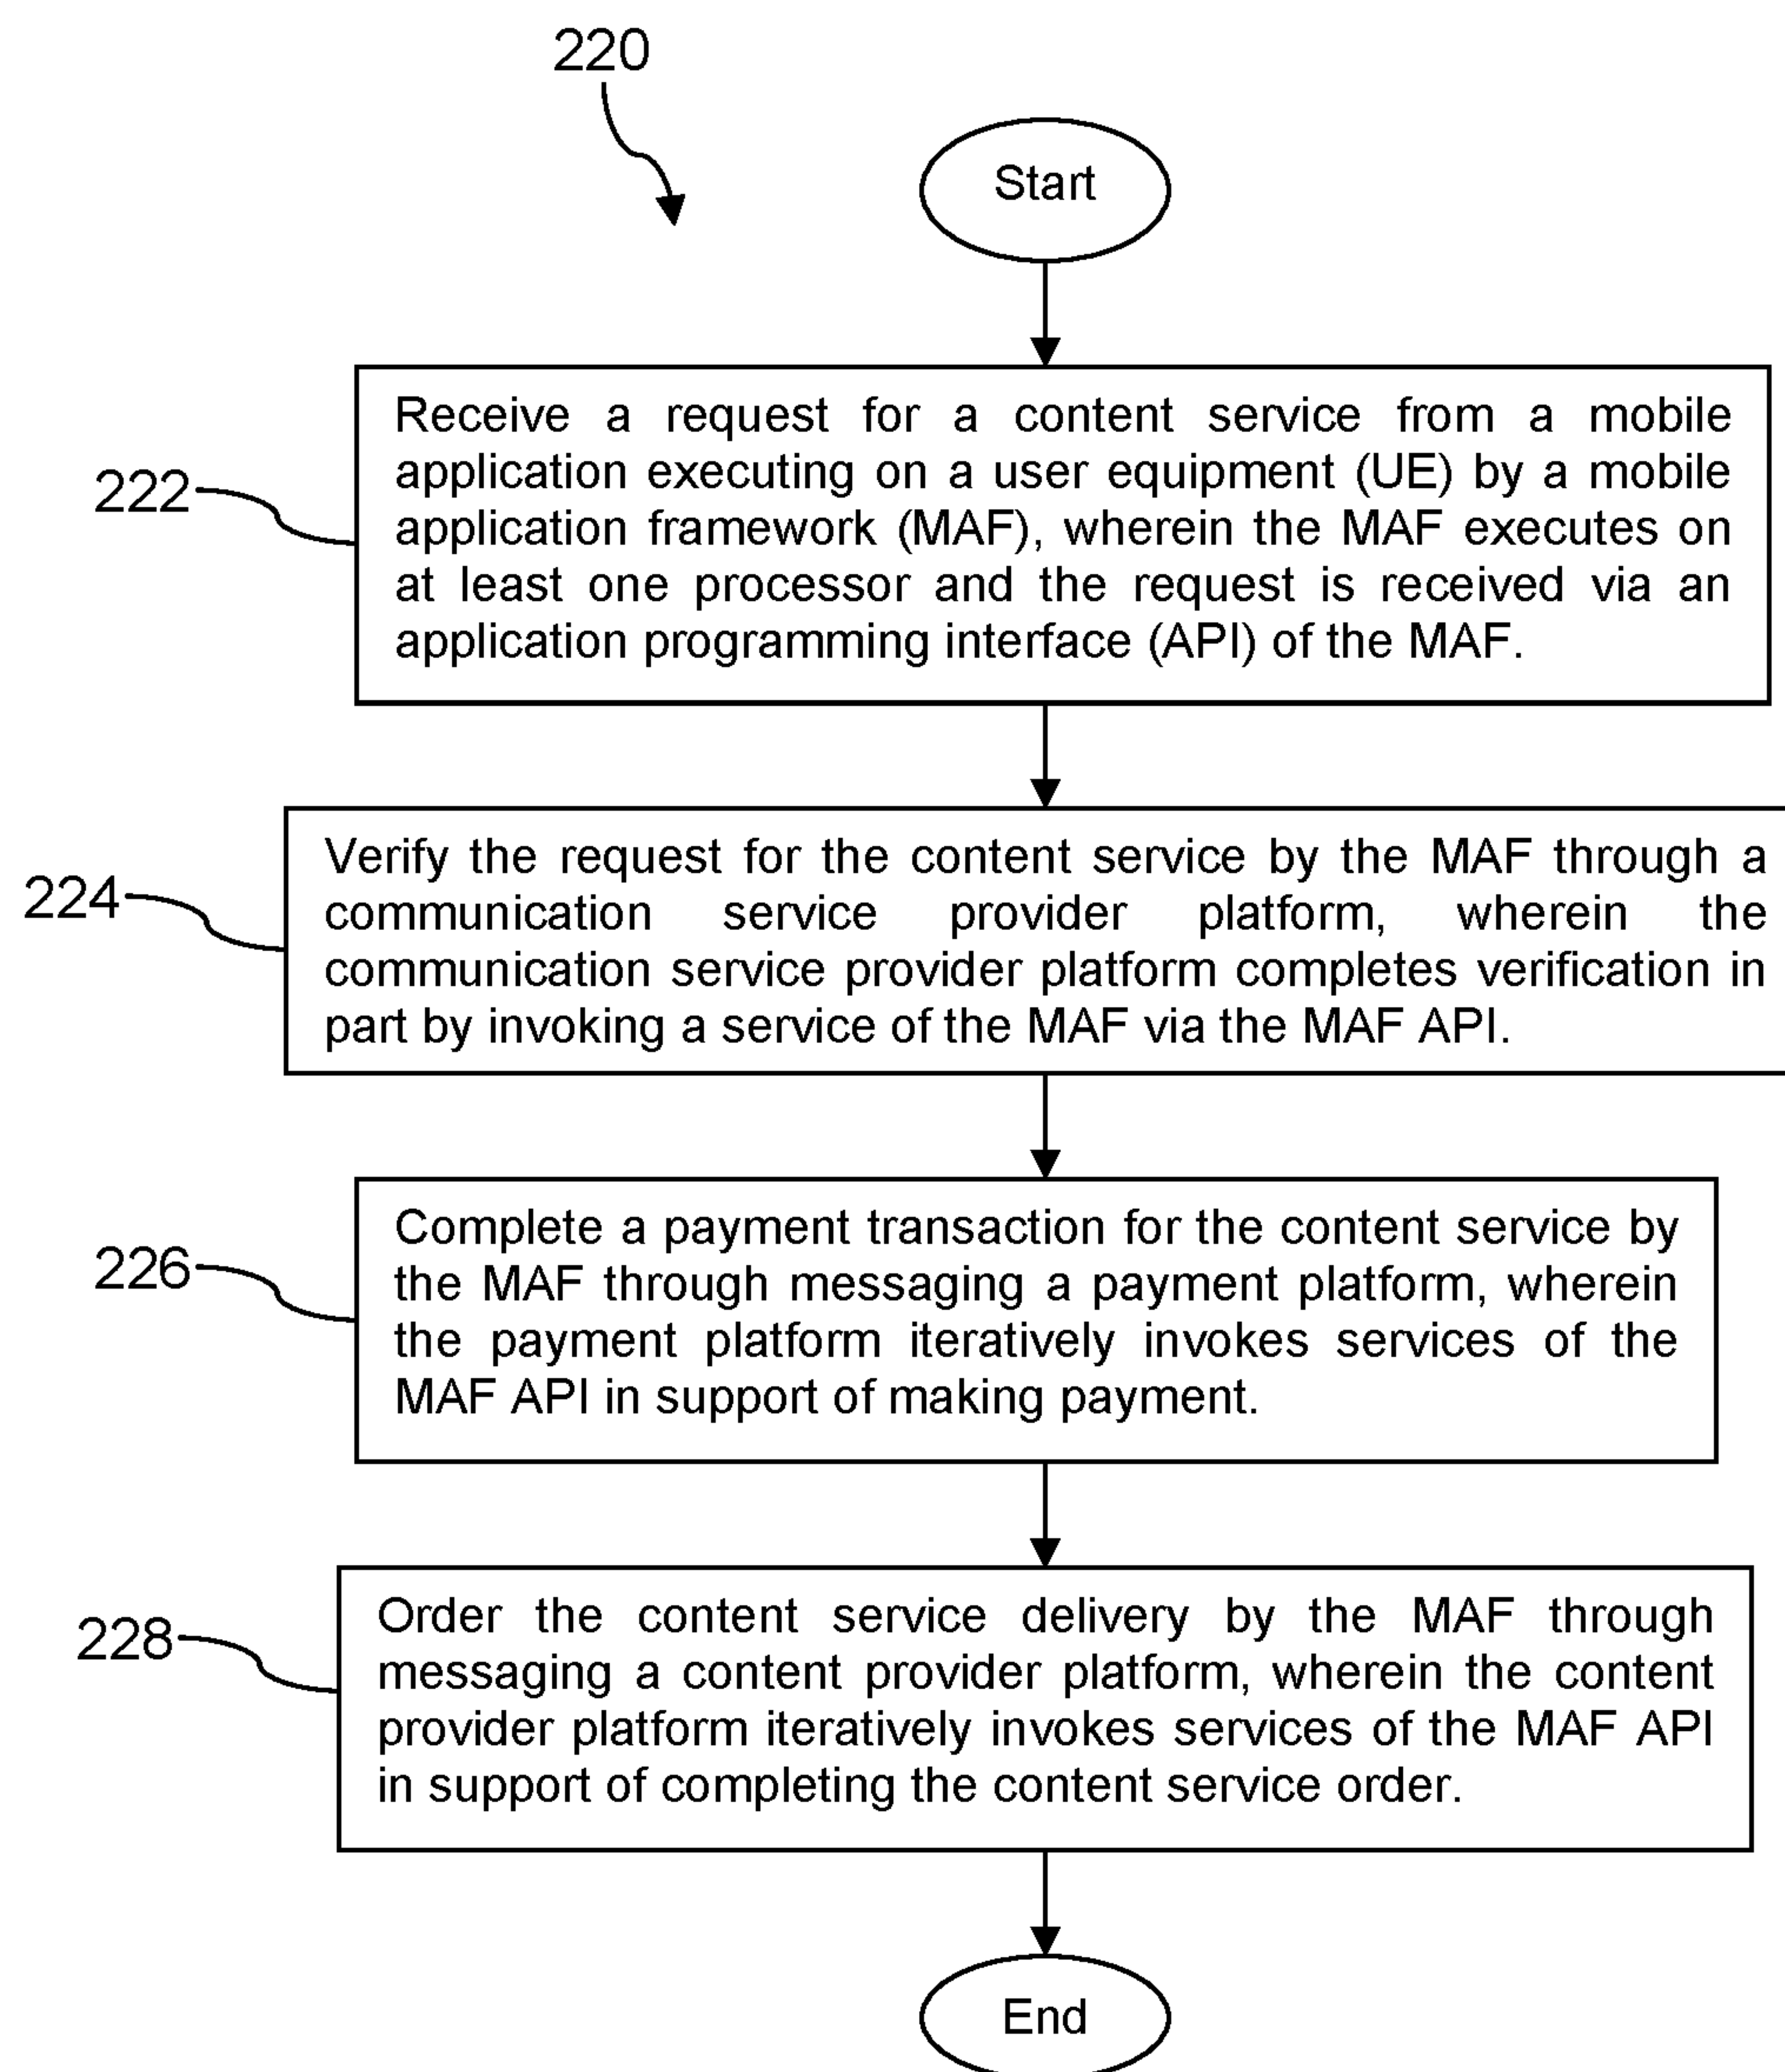 220
Start
222
Receive a request for a content service from a mobile
application executing on a user equipment (UE) by a mobile
application framework (MAF), wherein the MAF executes on
at least one processor and the request is received via an
application programming interface (API) of the MAF.
224
Verify the request for the content service by the MAF through a
communication service provider platform, wherein the
communication service provider platform completes verification in
part by invoking a service of the MAF via the MAF API.
226
Complete a payment transaction for the content service by
the MAF through messaging a payment platform, wherein
the payment platform iteratively invokes services of the
MAF API in support of making payment.
228
Order the content service delivery by the MAF through
messaging a content provider platform, wherein the content
provider platform iteratively invokes services of the MAF API
in support of completing the content service order.
End